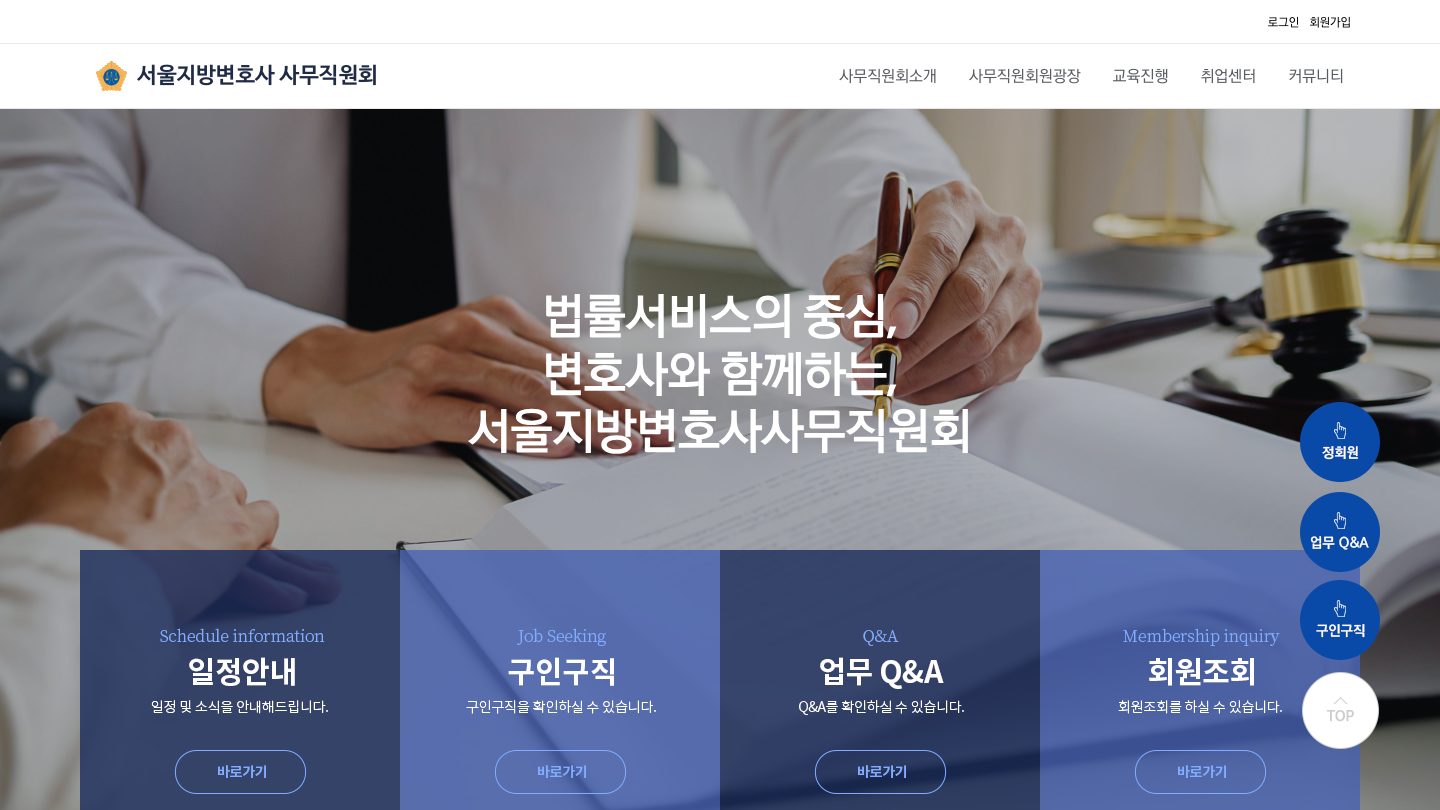 로그인 회원가입
서울지방변호사 사무직원회
사무직원회소개 사무직원회원광장 교육진행 취업센터 커뮤니티
법률서비스의 중심,
변호사와 함께하는,
서울지방변호사사무직원회
정회원
업무 Q&A
구인구직
TOP
Schedule information
일정안내
일정 및 소식을 안내해드립니다.
바로가기
Job Seeking
구인구직
구인구직을 확인하실 수 있습니다.
바로가기
Q&A
업무 Q&A
Q&A를 확인하실 수 있습니다.
바로가기
Membership inquiry
회원조회
회원조회를 하실 수 있습니다.
바로가기